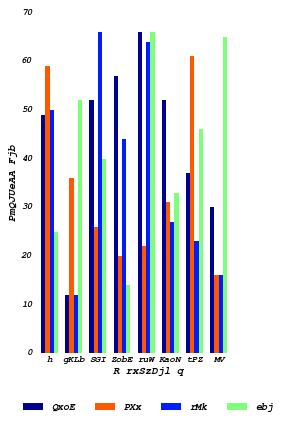 70
60
50
40
30
20
10
0
PmQJUeAA Fjb
h gKLb SGI ZobE ruW KaoN tPZ MV
R rxSzDjl q
QxoE PXx rMk ebj